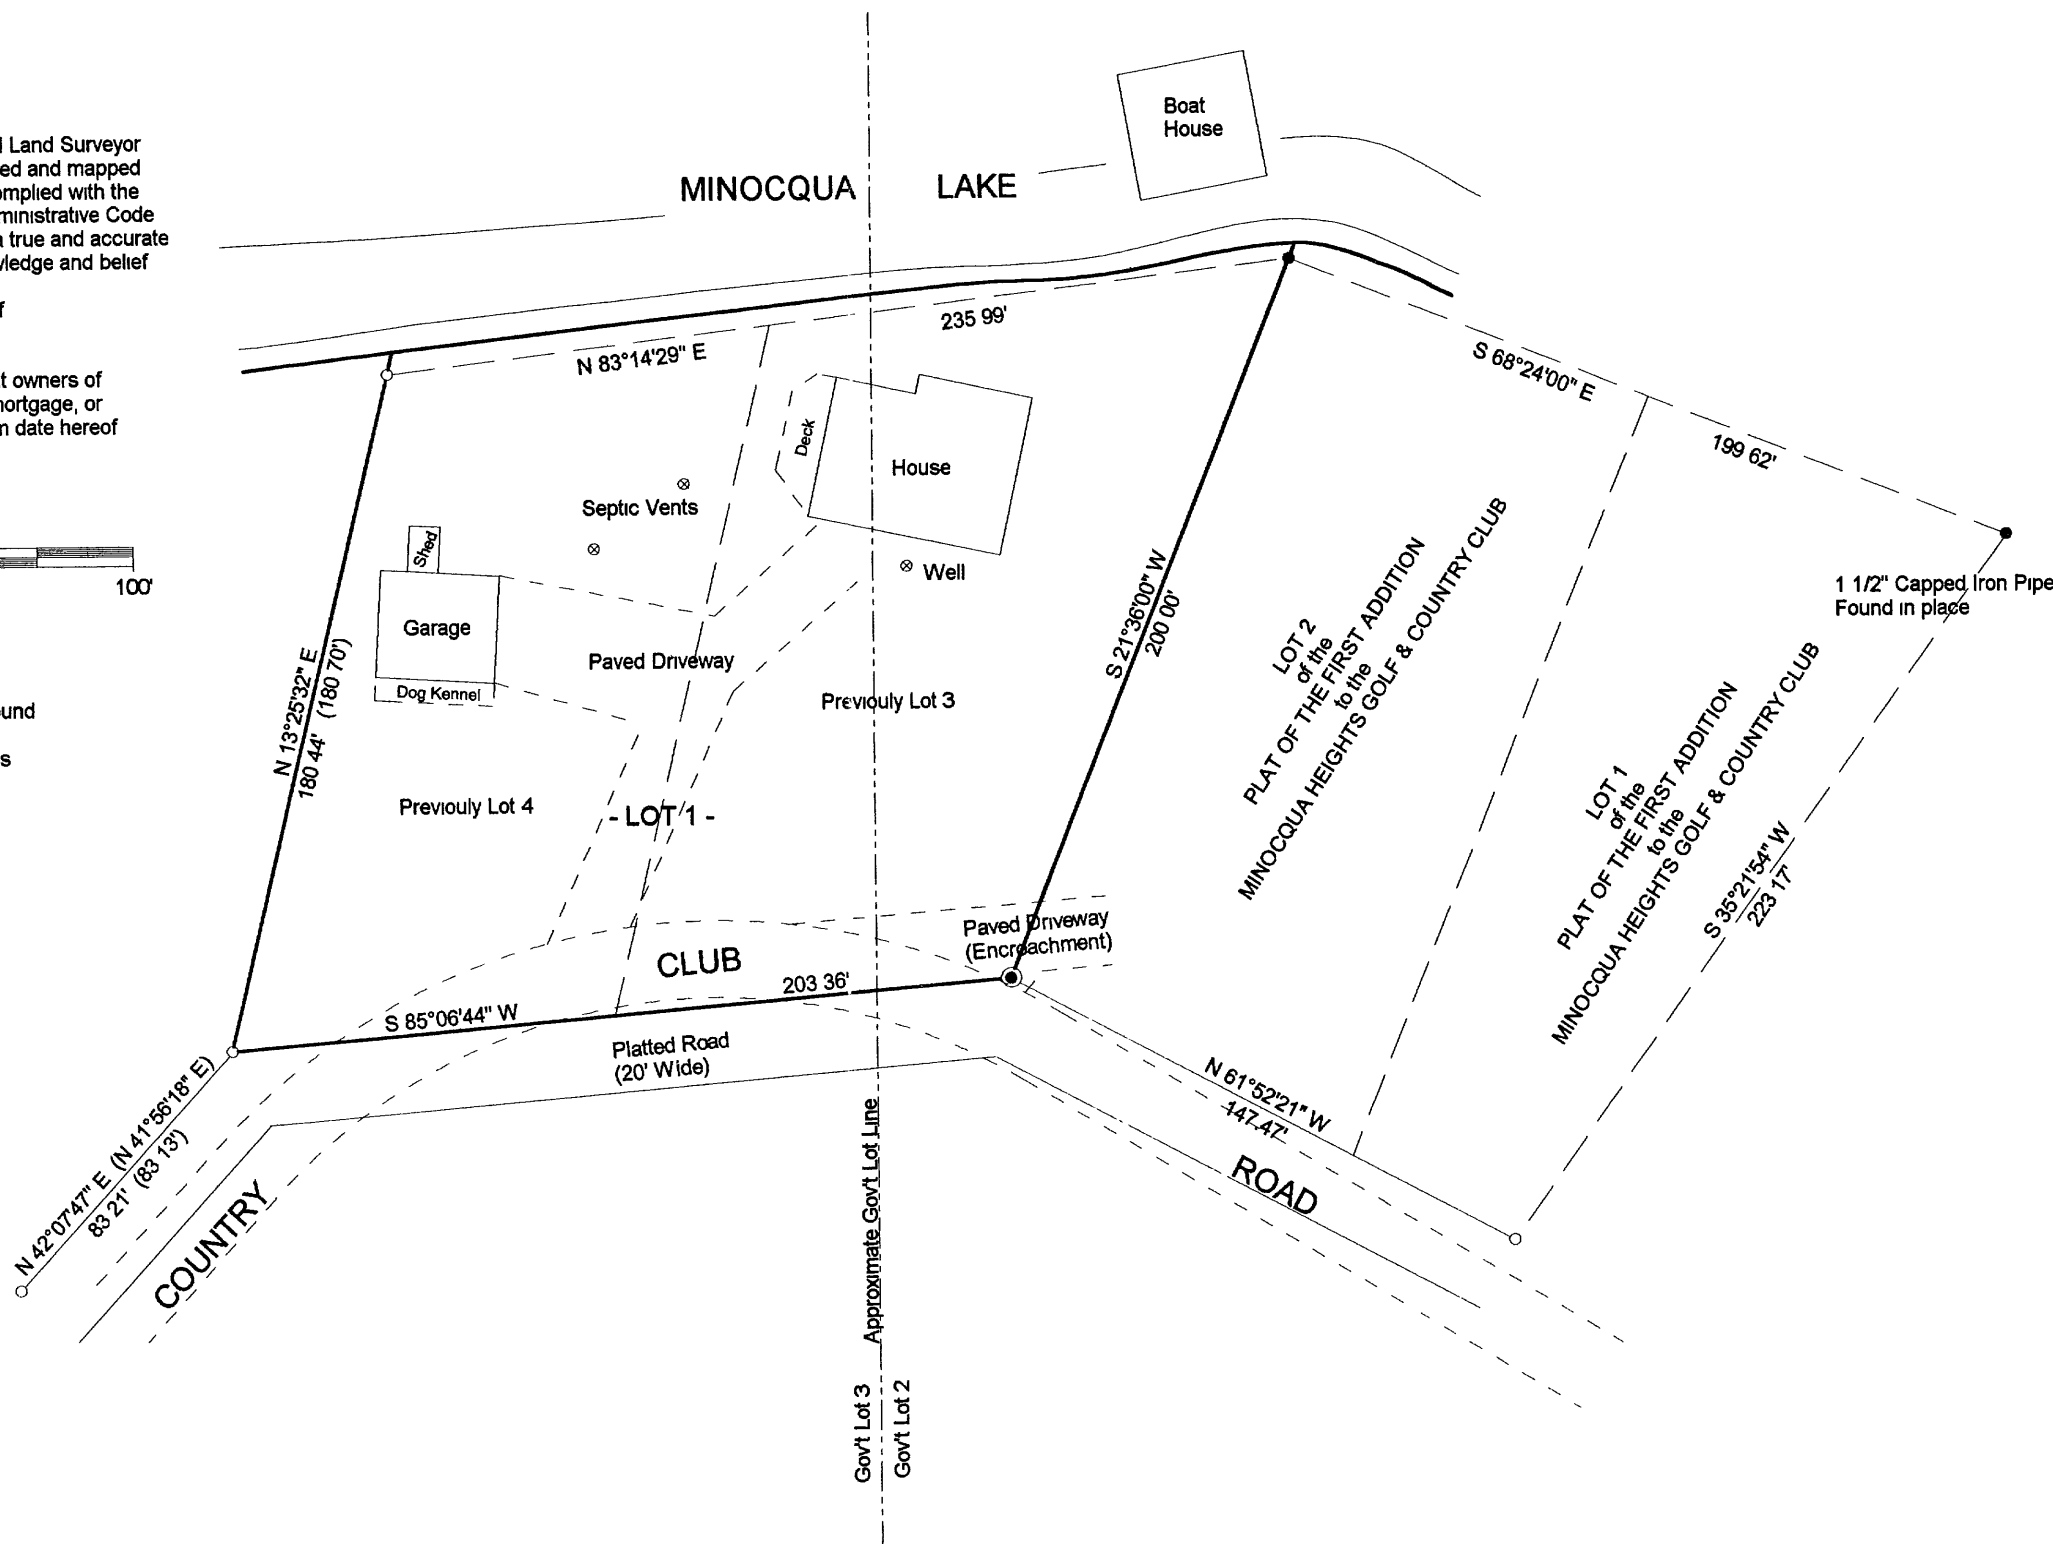 Land Surveyor
ed and mapped
omplied with the
ministrative Code
a true and accurate
wledge and belief
f
t owners of
mortgage, or
m date hereof
100'
und
s
Boat
House
MINOCQUA LAKE
235 99'
N 83°14'29" E
S 68°24'00" E
199 62'
Deck
House
Septic Vents
Shed
Well
Garage
Paved Driveway
Dog Kennel
Previouly Lot 3
Previouly Lot 4
- LOT 1 -
N 13°25'32" E
180 44' (180 70')
S 21°36'00" W
200 00'
1 1/2" Capped Iron Pipe
Found in place
LOT 2
of the
PLAT OF THE FIRST ADDITION
to the
MINOCQUA HEIGHTS GOLF & COUNTRY CLUB
LOT 1
of the
PLAT OF THE FIRST ADDITION
to the
MINOCQUA HEIGHTS GOLF & COUNTRY CLUB
S 35°21'54" W
223 17'
Paved Driveway
(Encroachment)
CLUB
203 36'
S 85°06'44" W
Platted Road
(20' Wide)
N 42°07'47" E (N 41°56'18" E)
83 21' (83 13')
COUNTRY
N 61°52'21" W
147.47'
ROAD
Approximate Gov't Lot Line
Gov't Lot 3
Gov't Lot 2